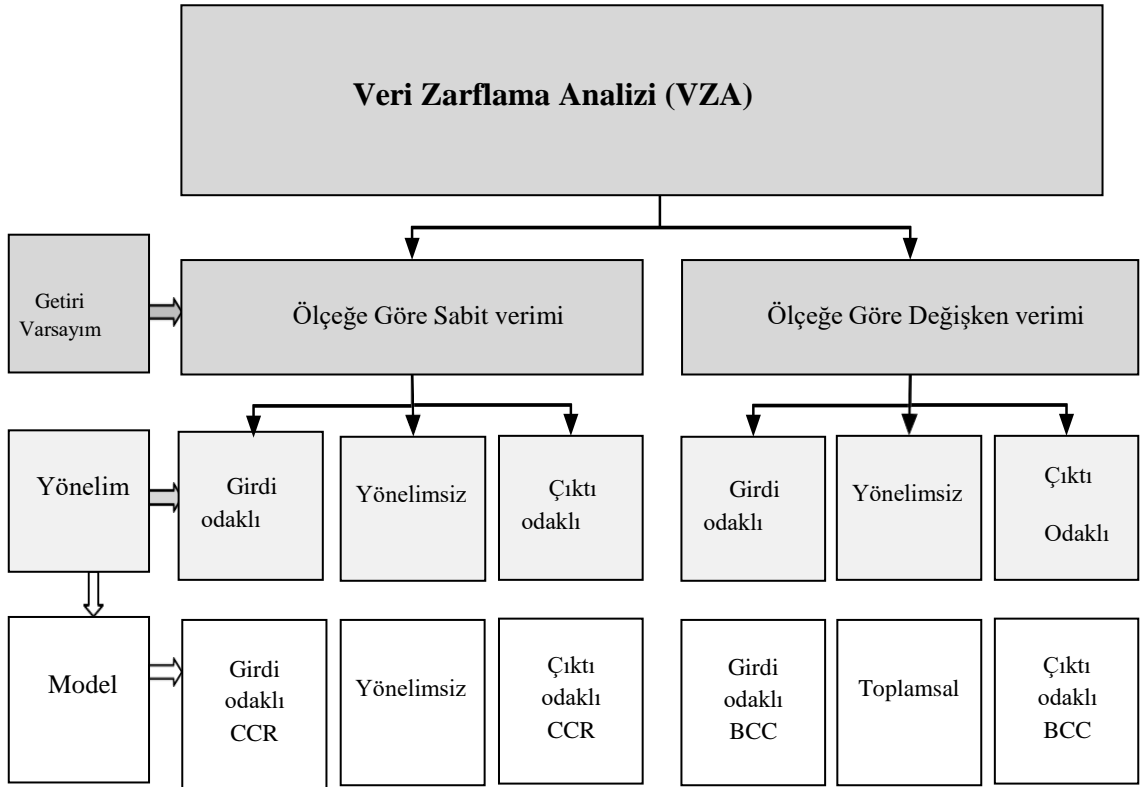 Veri Zarflama Analizi (VZA)
Getiri
Varsayım
Ölçeğe Göre Sabit verimi
Ölçeğe Göre Değişken verimi
Yönelim
Girdi
odaklı
Yönelimsiz
Çıktı
odaklı
Girdi
odaklı
Yönelimsiz
Çıktı
Odaklı
Model
Girdi
odaklı
CCR
Yönelimsiz
Çıktı
odaklı
CCR
Girdi
odaklı
BCC
Toplamsal
Çıktı
odaklı
BCC